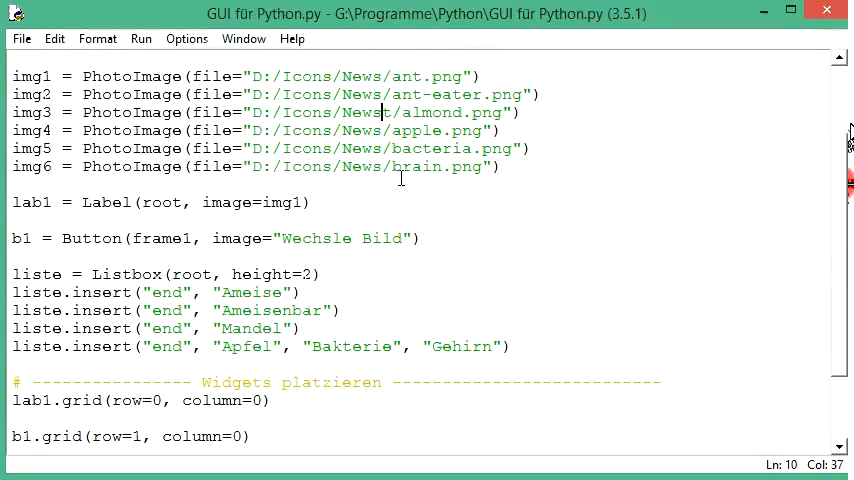 GUI für Python.py - G:\Programme\Python\GUI für Python.py (3.5.1)
File Edit Format Run Options Window Help
img1 = PhotoImage(file="D:/Icons/News/ant.png")
img2 = PhotoImage(file="D:/Icons/News/ant-eater.png")
img3 = PhotoImage(file="D:/Icons/Newst/almond.png")
img4 = PhotoImage(file="D:/Icons/News/apple.png")
img5 = PhotoImage(file="D:/Icons/News/bacteria.png")
img6 = PhotoImage(file="D:/Icons/News/brain.png")
lab1 = Label(root, image=img1)
b1 = Button(frame1, image="Wechsle Bild")
liste = Listbox(root, height=2)
liste.insert("end", "Ameise")
liste.insert("end", "Ameisenbar")
liste.insert("end", "Mandel")
liste.insert("end", "Apfel", "Bakterie", "Gehirn")
# ---------------- Widgets platzieren ---------------------------
lab1.grid(row=0, column=0)
b1.grid(row=1, column=0)
Ln: 10 Col: 37